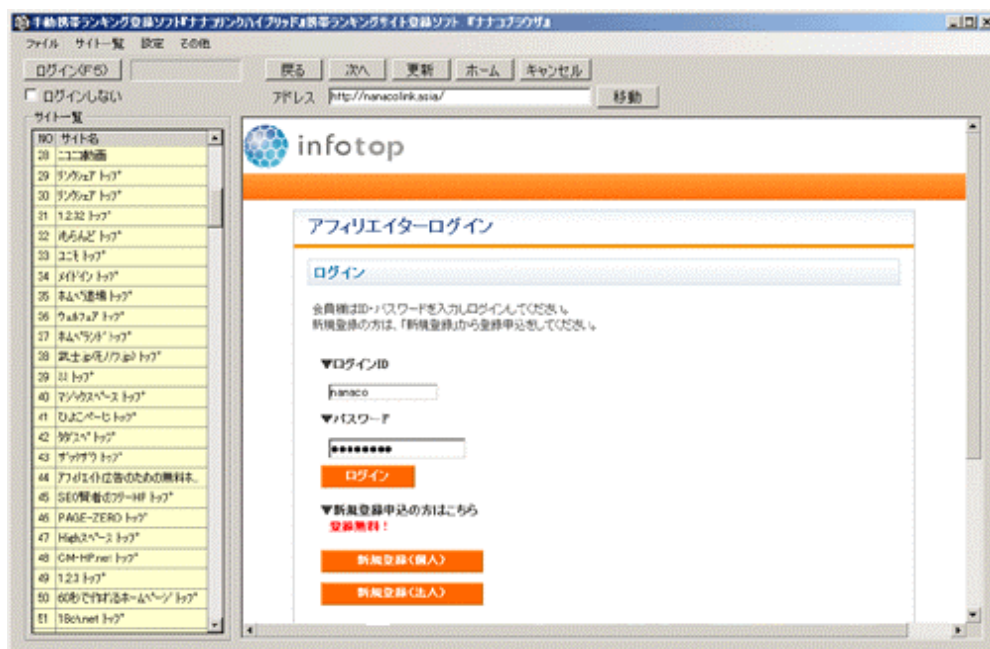 手動携帯ランキング登録ソフト『ナナコリンクハイブリッド』携帯ランキングサイト登録ソフト 『ナナコブラウザ』
ファイル サイト一覧 設定 その他
ログイン(F5) 戻る 次へ 更新 ホーム キャンセル
ログインしない アドレス http://nanacolink.asia/ 移動
サイト一覧
NO サイト名
28 ニコニコ動画
29 リンクシェア トップ
30 リンクシェア トップ
31 1.2.32 トップ
32 トップ
33 ユニモ トップ
34 メイドイン トップ
35 ホムペ道場 トップ
36 ウェルフェア トップ
37 ホムペランド トップ
38 武士.jp(モノノフ.jp) トップ
39 トップ
40 マジックスペース トップ
41 ひよこぺーじ トップ
42 タダスペ トップ
43 トップ
44 アフィリエイト広告のための無料ホ..
45 SEO賢者のフリーHP トップ
46 PAGE-ZERO トップ
47 Highスペース トップ
48 CM-HP.net トップ
49 1.2.3 トップ
50 60秒で作れるホームページ トップ
51 18ch.net トップ
infotop
アフィリエイターログイン
ログイン
会員様はID・パスワードを入力しログインしてください。
新規登録の方は、「新規登録」から登録申込をしてください。
▼ログインID
nanaco
▼パスワード
●●●●●●●●
ログイン
▼新規登録申込の方はこちら
登録無料！
新規登録(個人)
新規登録(法人)